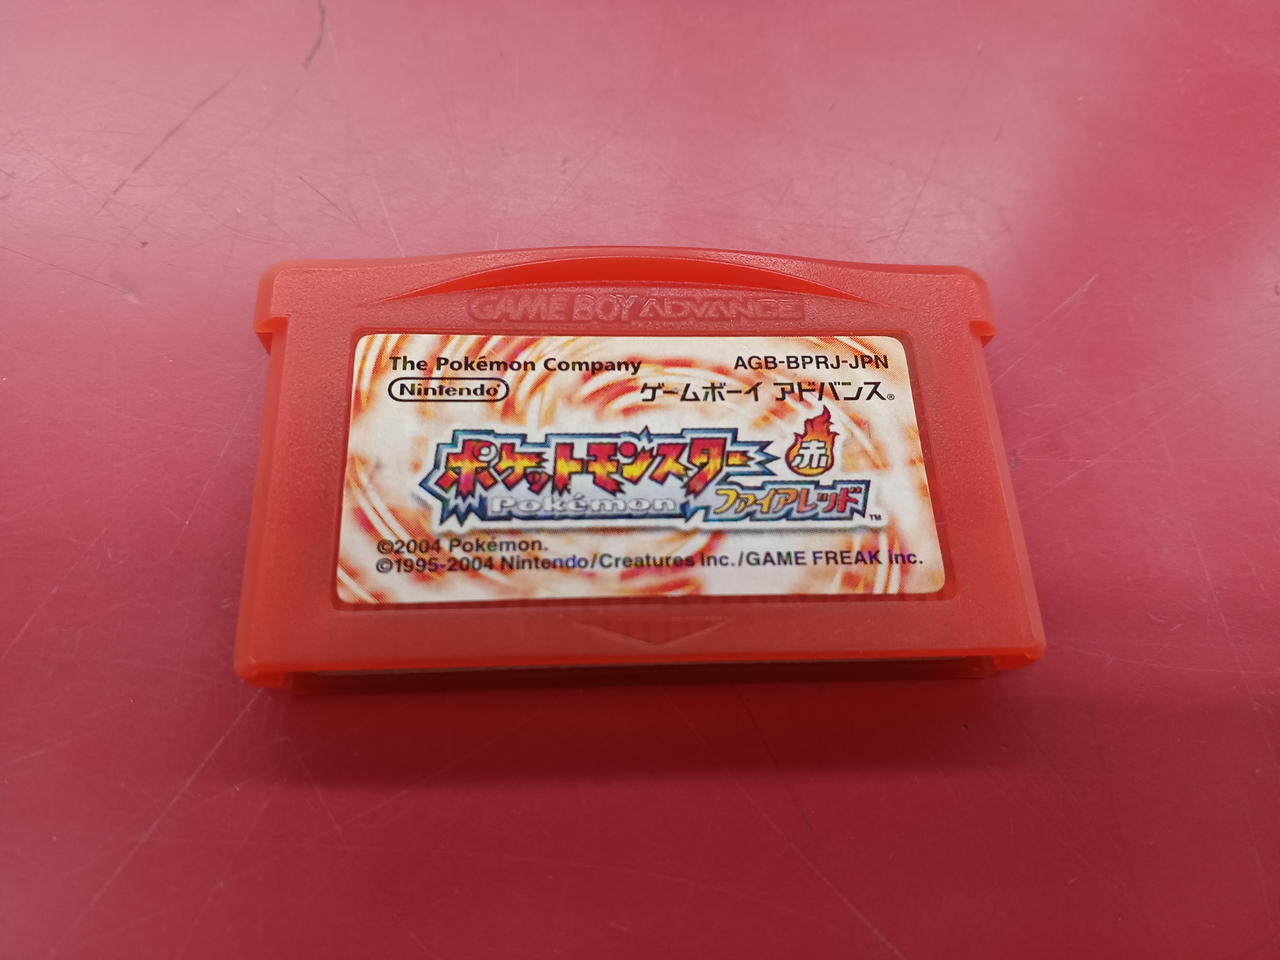 GAME BOY ADVANCE
The Pokémon Company AGB-BPRJ-JPN
Nintendo® ゲームボーイ アドバンス®
ポケットモンスター 赤
Pokémon ファイアレッド™
©2004 Pokémon.
©1995-2004 Nintendo/Creatures Inc./GAME FREAK inc.